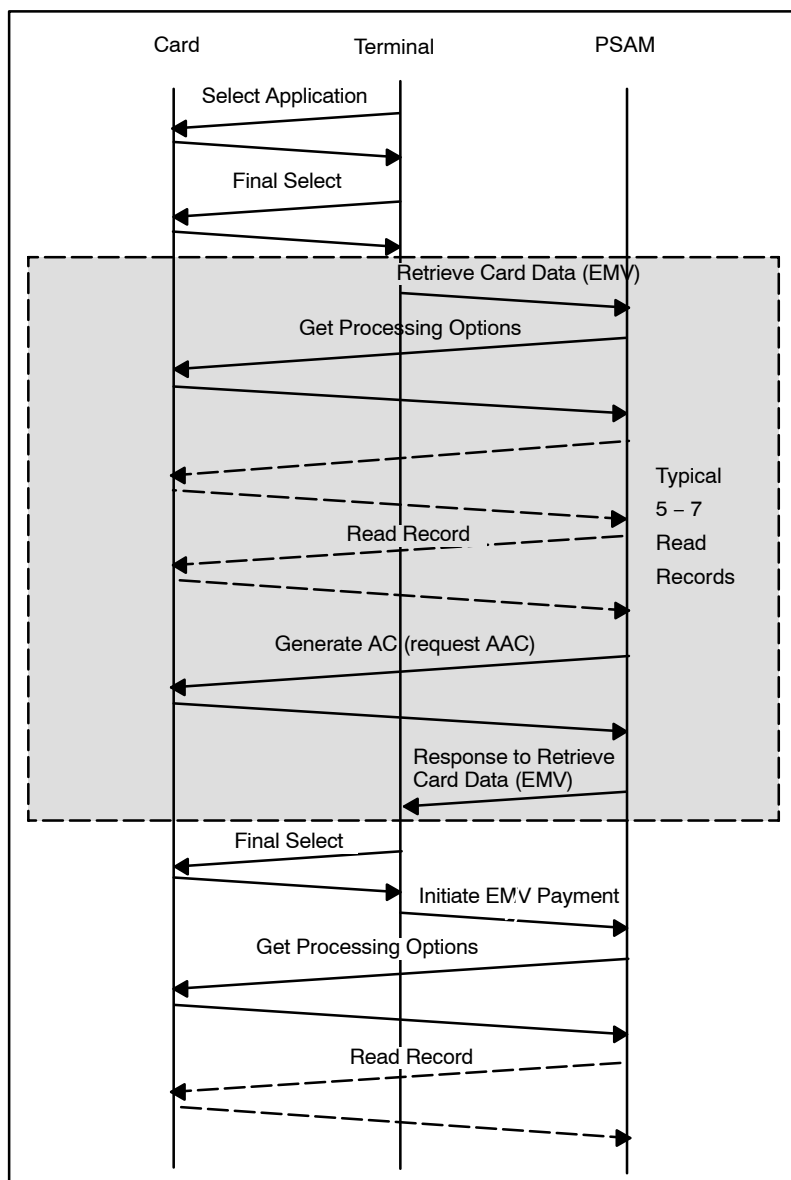 Card Terminal PSAM
Select Application
Final Select
Retrieve Card Data (EMV)
Get Processing Options
Typical
5 – 7
Read
Records
Read Record
Generate AC (request AAC)
Response to Retrieve
Card Data (EMV)
Final Select
Initiate EMV Payment
Get Processing Options
Read Record